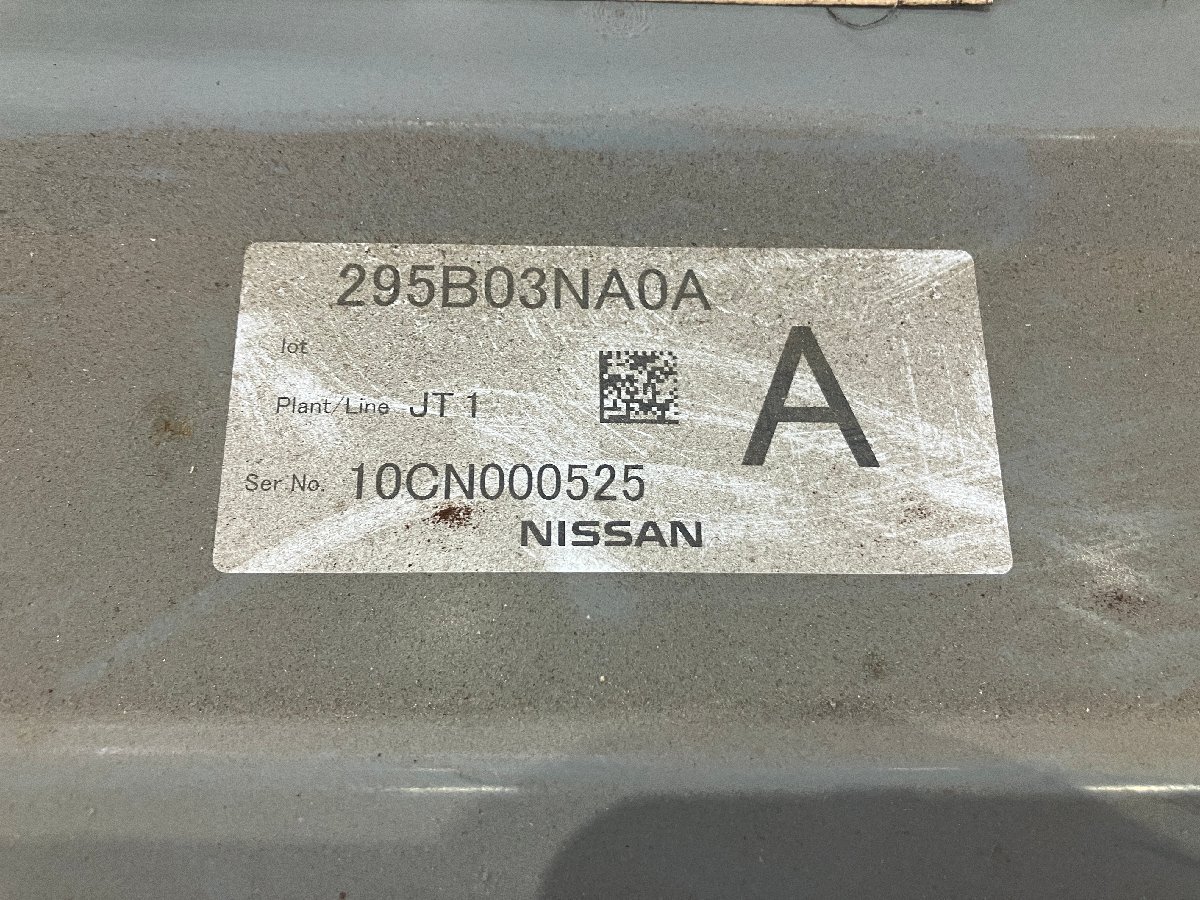 295B03NA0A
lot
Plant/Line JT 1
A
Ser.No. 10CN000525
NISSAN